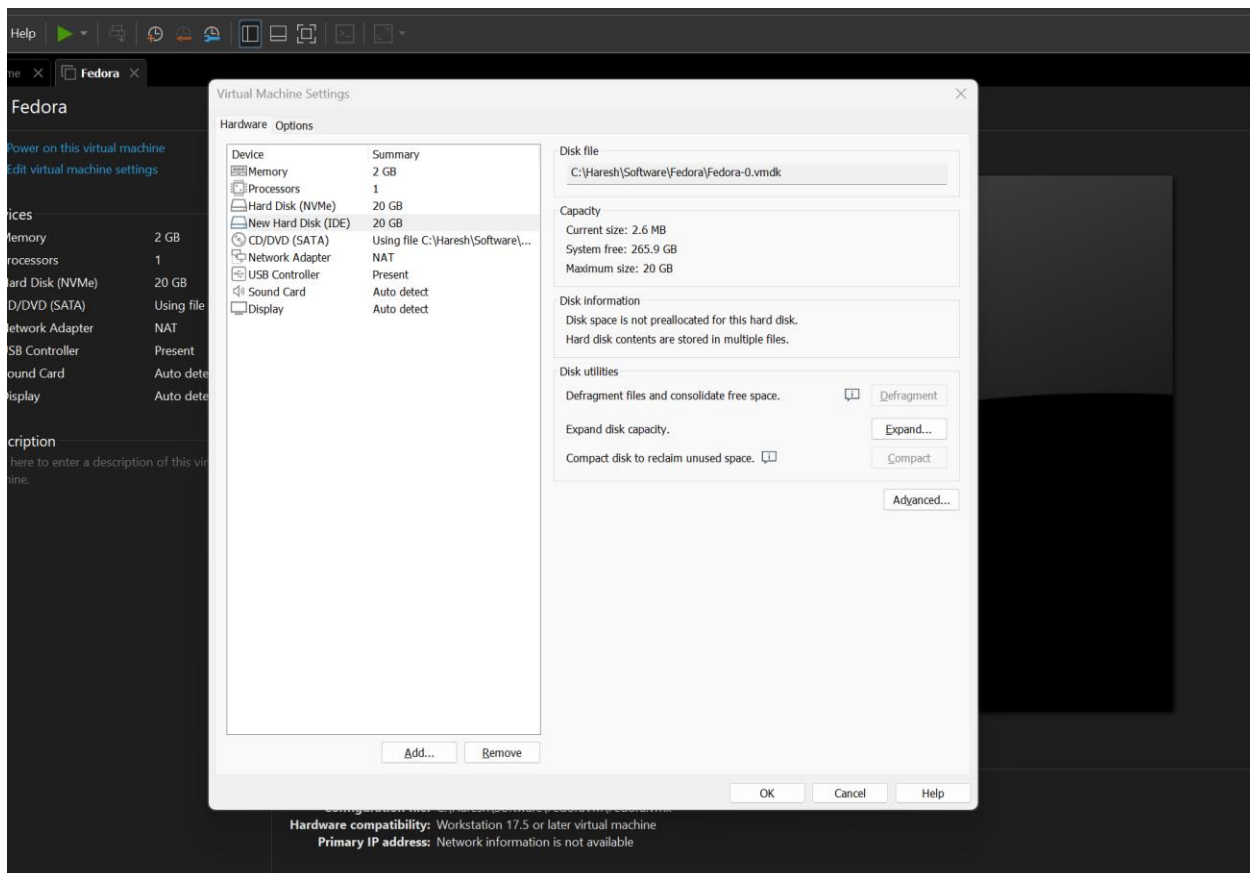 Help
me
Fedora
Fedora
Power on this virtual machine
Edit virtual machine settings
Memory 2 GB
Processors 1
Hard Disk (NVMe) 20 GB
CD/DVD (SATA) Using file
Network Adapter NAT
USB Controller Present
Sound Card Auto dete
Display Auto dete
cription
here to enter a description of this vir
hine.
Virtual Machine Settings
Hardware Options
Device Summary
Memory 2 GB
Processors 1
Hard Disk (NVMe) 20 GB
New Hard Disk (IDE) 20 GB
CD/DVD (SATA) Using file C:\Haresh\Software\...
Network Adapter NAT
USB Controller Present
Sound Card Auto detect
Display Auto detect
Add... Remove
Disk file
C:\Haresh\Software\Fedora\Fedora-0.vmdk
Capacity
Current size: 2.6 MB
System free: 265.9 GB
Maximum size: 20 GB
Disk information
Disk space is not preallocated for this hard disk.
Hard disk contents are stored in multiple files.
Disk utilities
Defragment files and consolidate free space. Defragment
Expand disk capacity. Expand...
Compact disk to reclaim unused space. Compact
Advanced...
OK Cancel Help
Hardware compatibility: Workstation 17.5 or later virtual machine
Primary IP address: Network information is not available